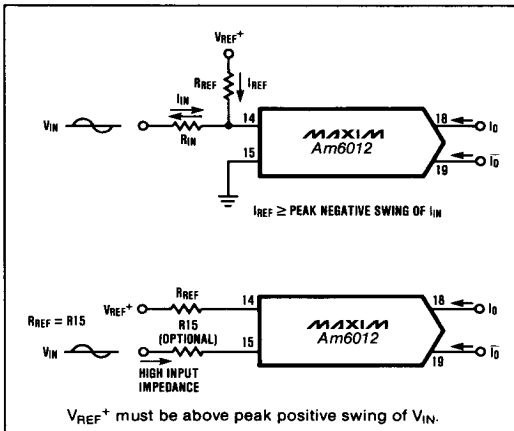 VREF+
RREF
IREF
IIN
VIN
RIN
14
15
MAXIM
Am6012
18
IO
19
I̅O̅
IREF ≥ PEAK NEGATIVE SWING OF IIN
VREF+
RREF
14
RREF = R15
R15
(OPTIONAL)
VIN
15
HIGH INPUT
IMPEDANCE
MAXIM
Am6012
18
IO
19
I̅O̅
VREF+ must be above peak positive swing of VIN.